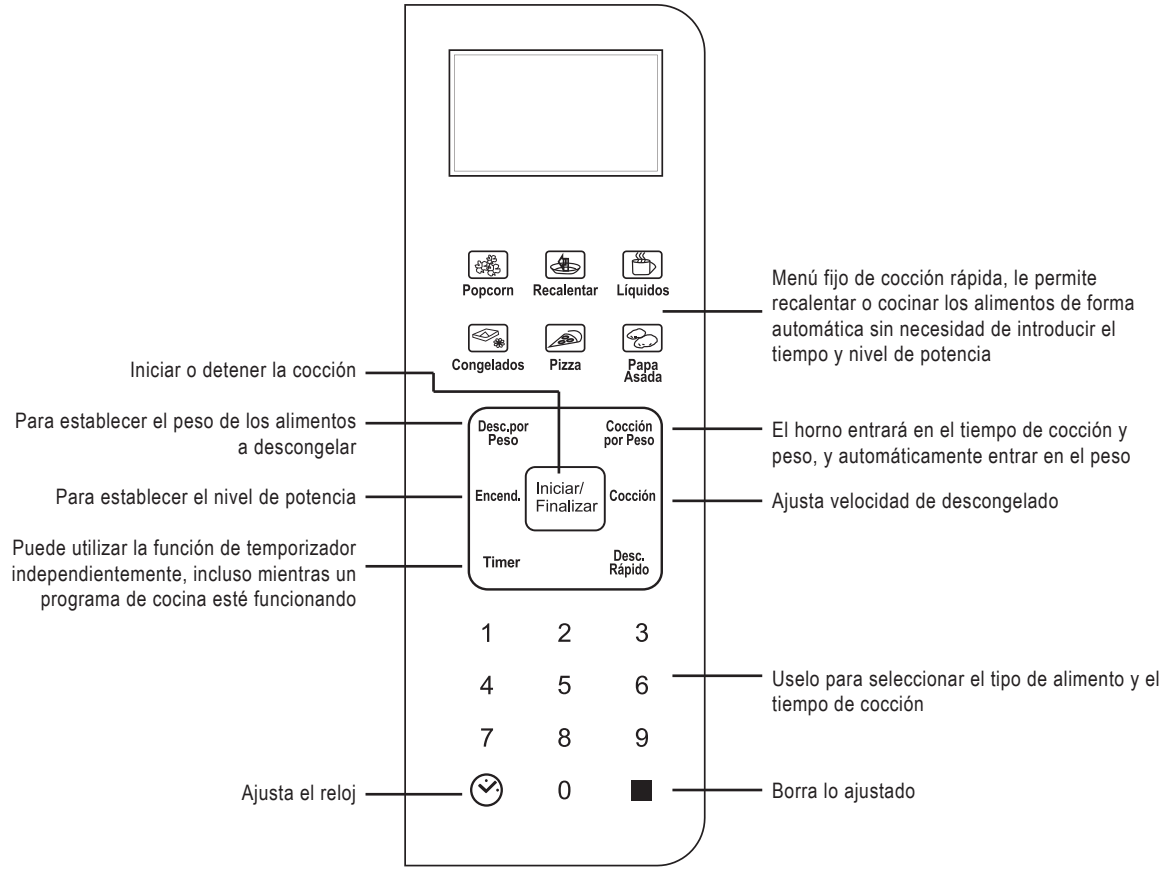 Popcorn
Recalentar
Líquidos
Menú fijo de cocción rápida, le permite
recalentar o cocinar los alimentos de forma
automática sin necesidad de introducir el
tiempo y nivel de potencia
Congelados
Pizza
Papa
Asada
Iniciar o detener la cocción
Para establecer el peso de los alimentos
a descongelar
Desc.por
Peso
Cocción
por Peso
El horno entrará en el tiempo de cocción y
peso, y automáticamente entrar en el peso
Para establecer el nivel de potencia
Encend.
Iniciar/
Finalizar
Cocción
Ajusta velocidad de descongelado
Puede utilizar la función de temporizador
independientemente, incluso mientras un
programa de cocina esté funcionando
Timer
Desc.
Rápido
1 2 3
4 5 6
Uselo para seleccionar el tipo de alimento y el
tiempo de cocción
7 8 9
Ajusta el reloj
0
Borra lo ajustado